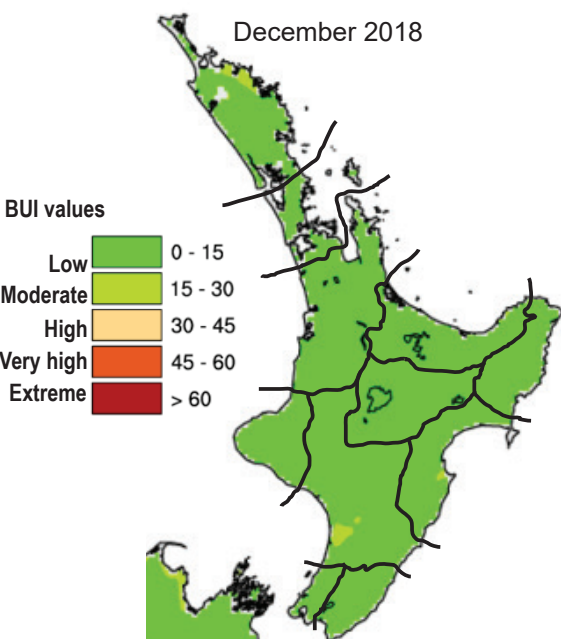 December 2018
BUI values
Low 0 - 15
Moderate 15 - 30
High 30 - 45
Very high 45 - 60
Extreme > 60